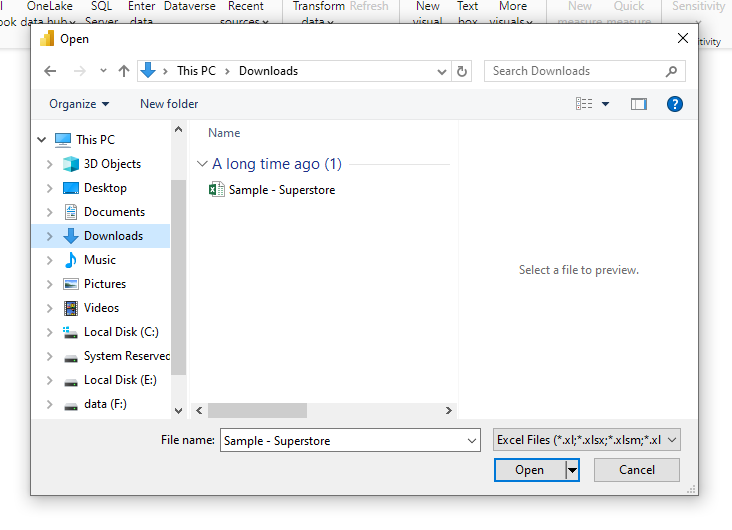 OneLake SQL Enter Dataverse Recent Transform Refresh New Text More New Quick Sensitivity
ook data hub Server data sources data visual box visuals measure measure
Open
This PC > Downloads
Search Downloads
Organize
New folder
This PC
3D Objects
Desktop
Documents
Downloads
Music
Pictures
Videos
Local Disk (C:)
System Reserved
Local Disk (E:)
data (F:)
Name
A long time ago (1)
Sample - Superstore
Select a file to preview.
File name:
Sample - Superstore
Excel Files (*.xl;*.xlsx;*.xlsm;*.xl
Open
Cancel